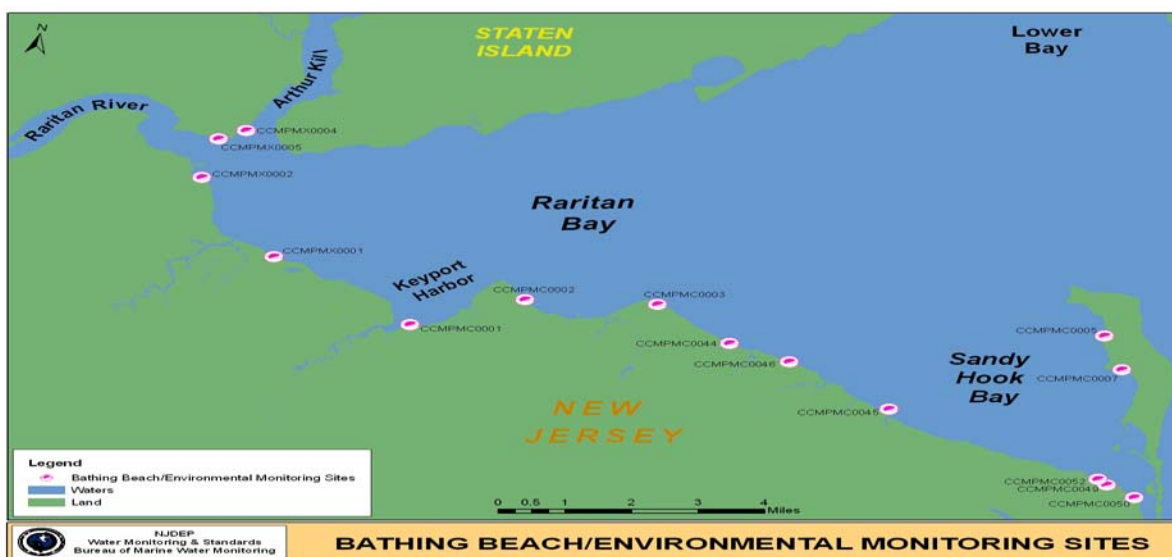 N
STATEN
ISLAND
Lower
Bay
Arthur Kill
Raritan River
CCMPMX0004
CCMPMX0005
CCMPMX0002
Raritan
Bay
CCMPMX0001
Keyport
Harbor
CCMPMC0002
CCMPMC0003
CCMPMC0001
CCMPMC0005
CCMPMC0044
CCMPMC0046
Sandy
Hook
Bay
CCMPMC0007
CCMPMC0045
NEW
JERSEY
CCMPMC0052
CCMPMC0049
CCMPMC0050
Legend
Bathing Beach/Environmental Monitoring Sites
Waters
Land
0 0.5 1 2 3 4
Miles
NJDEP
Water Monitoring & Standards
Bureau of Marine Water Monitoring
BATHING BEACH/ENVIRONMENTAL MONITORING SITES